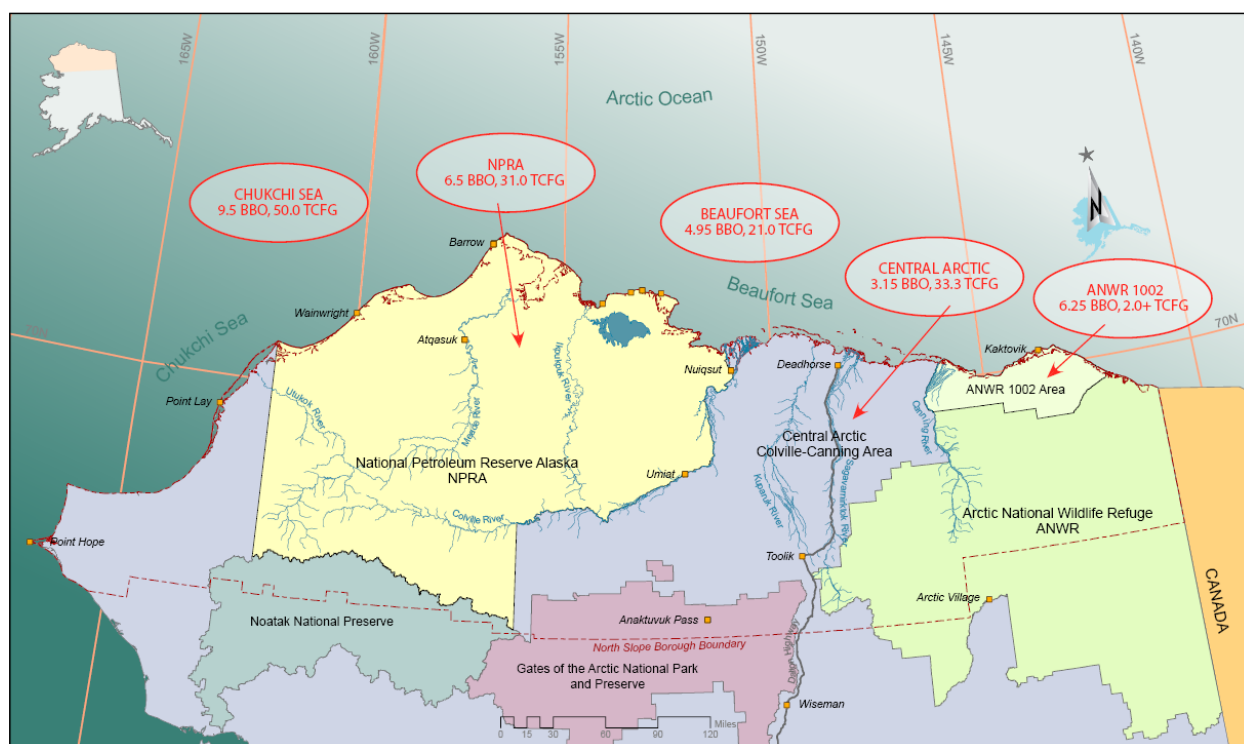 165W
160W
155W
150W
145W
140W
Arctic Ocean
CHUKCHI SEA
9.5 BBO, 50.0 TCFG
NPRA
6.5 BBO, 31.0 TCFG
BEAUFORT SEA
4.95 BBO, 21.0 TCFG
CENTRAL ARCTIC
3.15 BBO, 33.3 TCFG
ANWR 1002
6.25 BBO, 2.0+ TCFG
N
Barrow
Beaufort Sea
Wainwright
Chukchi Sea
70N
70N
Atqasuk
Kaktovik
Nuiqsut
Deadhorse
Point Lay
Utukok River
Meade River
Ikpikpuk River
ANWR 1002 Area
Canning River
Central Arctic
Colville-Canning Area
National Petroleum Reserve Alaska
NPRA
Umiat
Kuparuk River
Sagavanirktok River
Colville River
Arctic National Wildlife Refuge
ANWR
Point Hope
Toolik
CANADA
Arctic Village
Noatak National Preserve
Anaktuvuk Pass
North Slope Borough Boundary
Gates of the Arctic National Park
and Preserve
Dalton Highway
Wiseman
Miles
0 15 30 60 90 120